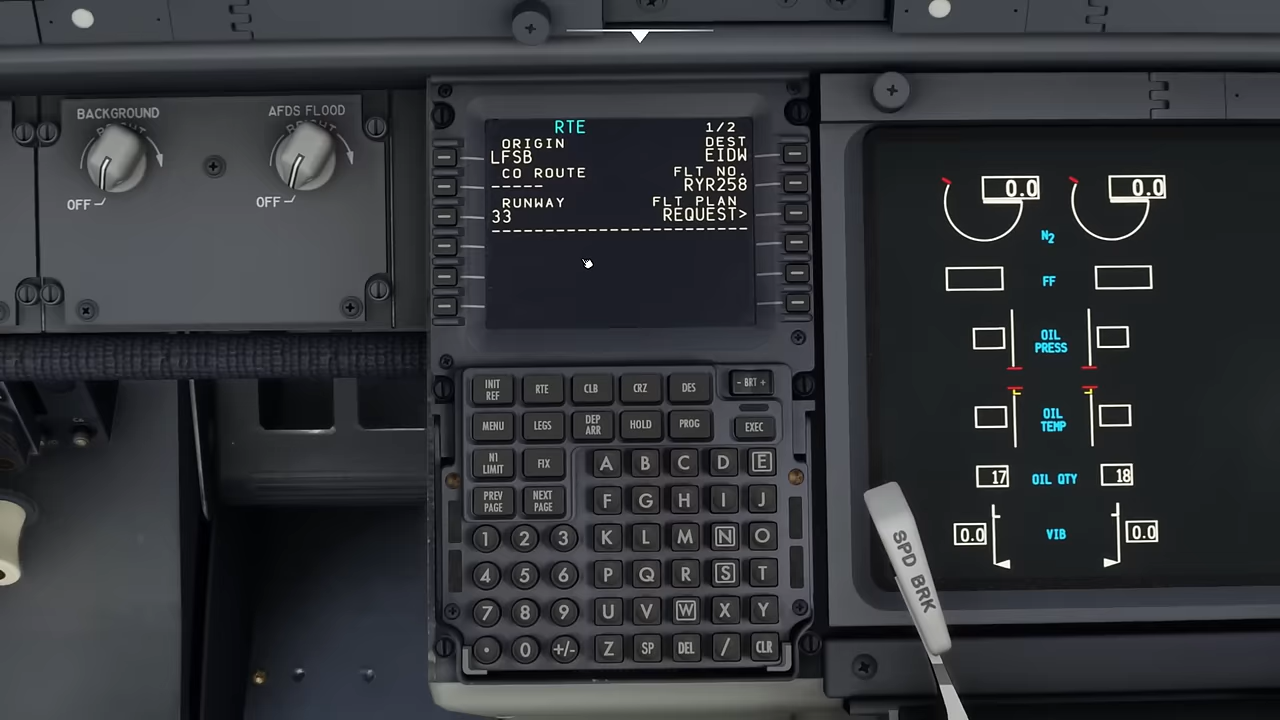 BACKGROUND
BRIGHT
OFF
AFDS FLOOD
BRIGHT
OFF
RTE 1/2
ORIGIN DEST
LFSB EIDW
CO ROUTE FLT NO.
----- RYR258
RUNWAY FLT PLAN
33 REQUEST>
INIT REF
RTE
CLB
CRZ
DES
- BRT +
MENU
LEGS
DEP ARR
HOLD
PROG
EXEC
N1 LIMIT
FIX
A B C D E
PREV PAGE
NEXT PAGE
F G H I J
1 2 3 K L M N O
4 5 6 P Q R S T
7 8 9 U V W X Y
. 0 +/- Z SP DEL / CLR
0.0 0.0
N2
FF
OIL PRESS
OIL TEMP
17 OIL QTY 18
0.0 VIB 0.0
SPD BRK